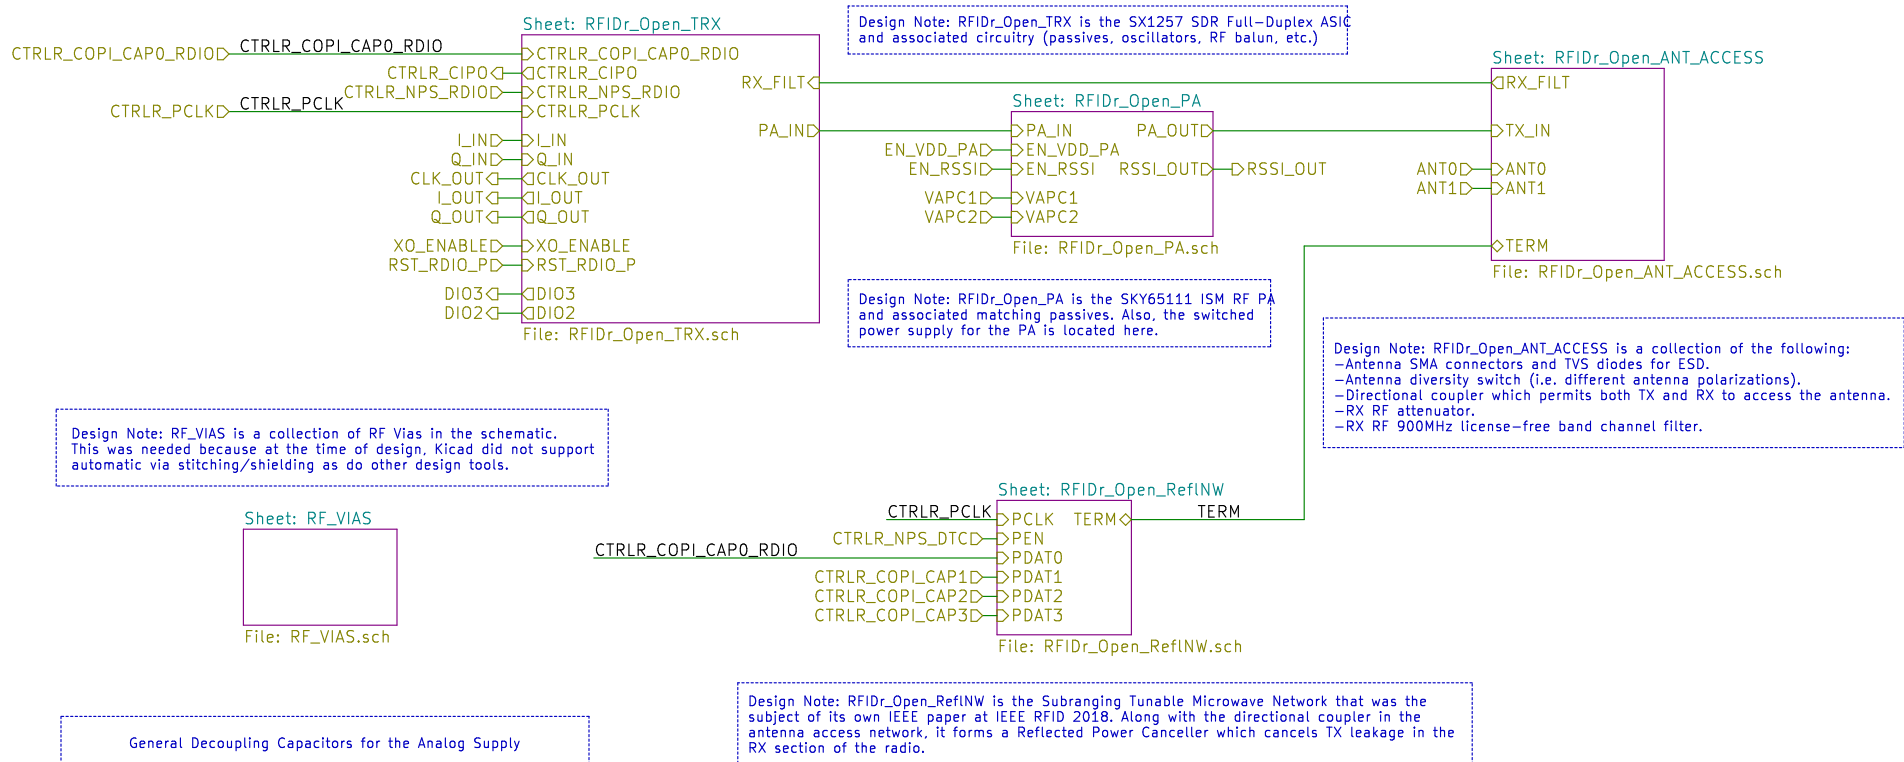 Sheet: RFIDr_Open_TRX
CTRLR_COPI_CAP0_RDIO
CTRLR_COPI_CAP0_RDIO
CTRLR_COPI_CAP0_RDIO
CTRLR_CIPO
CTRLR_CIPO
CTRLR_NPS_RDIO
CTRLR_NPS_RDIO
CTRLR_PCLK
CTRLR_PCLK
CTRLR_PCLK
I_IN
I_IN
Q_IN
Q_IN
CLK_OUT
CLK_OUT
I_OUT
I_OUT
Q_OUT
Q_OUT
XO_ENABLE
XO_ENABLE
RST_RDIO_P
RST_RDIO_P
DIO3
DIO3
DIO2
DIO2
RX_FILT
PA_IN
File: RFIDr_Open_TRX.sch
Design Note: RFIDr_Open_TRX is the SX1257 SDR Full-Duplex ASIC
and associated circuitry (passives, oscillators, RF balun, etc.)
Sheet: RFIDr_Open_PA
PA_IN
PA_OUT
EN_VDD_PA
EN_VDD_PA
EN_RSSI
EN_RSSI
RSSI_OUT
RSSI_OUT
VAPC1
VAPC1
VAPC2
VAPC2
File: RFIDr_Open_PA.sch
Design Note: RFIDr_Open_PA is the SKY65111 ISM RF PA
and associated matching passives. Also, the switched
power supply for the PA is located here.
Sheet: RFIDr_Open_ANT_ACCESS
RX_FILT
TX_IN
ANT0
ANT0
ANT1
ANT1
TERM
File: RFIDr_Open_ANT_ACCESS.sch
Design Note: RFIDr_Open_ANT_ACCESS is a collection of the following:
-Antenna SMA connectors and TVS diodes for ESD.
-Antenna diversity switch (i.e. different antenna polarizations).
-Directional coupler which permits both TX and RX to access the antenna.
-RX RF attenuator.
-RX RF 900MHz license-free band channel filter.
Design Note: RF_VIAS is a collection of RF Vias in the schematic.
This was needed because at the time of design, Kicad did not support
automatic via stitching/shielding as do other design tools.
Sheet: RF_VIAS
File: RF_VIAS.sch
Sheet: RFIDr_Open_ReflNW
CTRLR_PCLK
PCLK
TERM
TERM
CTRLR_NPS_DTC
PEN
CTRLR_COPI_CAP0_RDIO
PDAT0
CTRLR_COPI_CAP1
PDAT1
CTRLR_COPI_CAP2
PDAT2
CTRLR_COPI_CAP3
PDAT3
File: RFIDr_Open_ReflNW.sch
Design Note: RFIDr_Open_ReflNW is the Subranging Tunable Microwave Network that was the
subject of its own IEEE paper at IEEE RFID 2018. Along with the directional coupler in the
antenna access network, it forms a Reflected Power Canceller which cancels TX leakage in the
RX section of the radio.
General Decoupling Capacitors for the Analog Supply